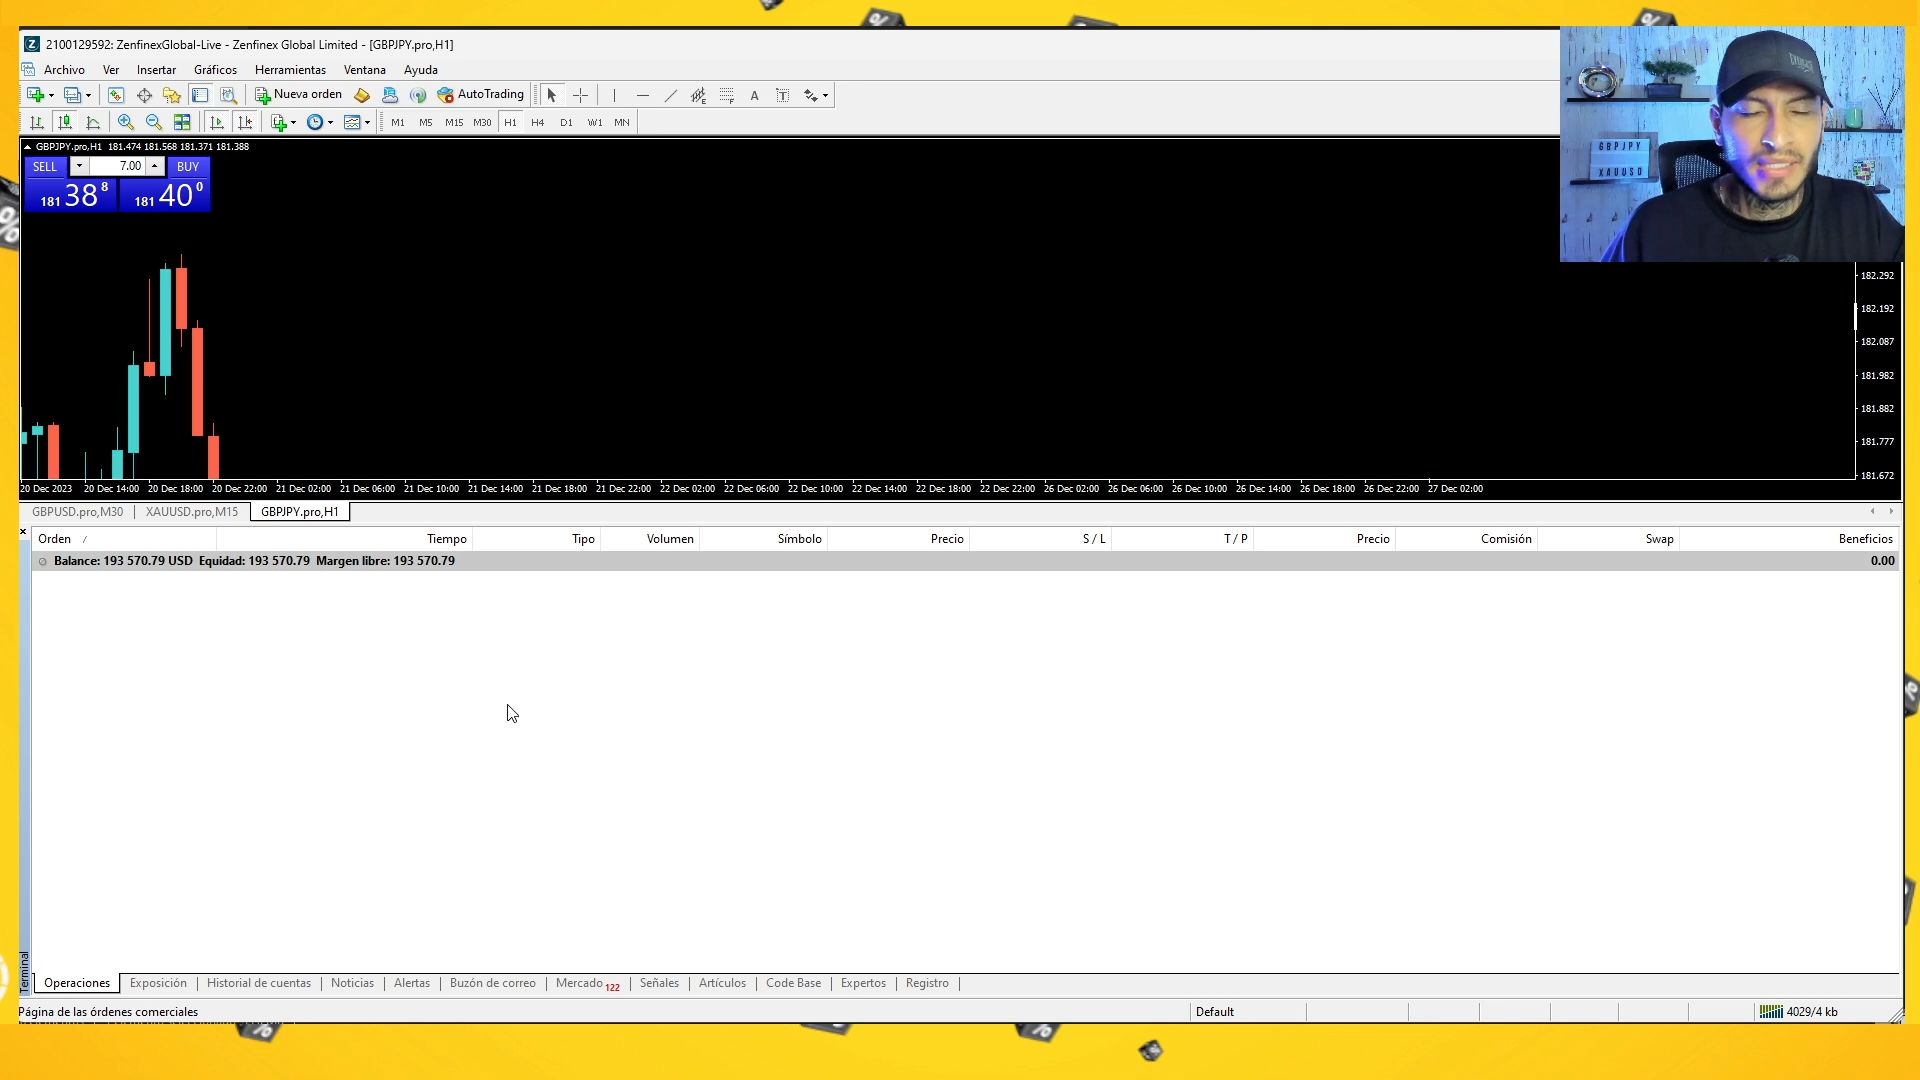 2100129592: ZenfinexGlobal-Live - Zenfinex Global Limited - [GBPJPY.pro,H1]
Archivo Ver Insertar Gráficos Herramientas Ventana Ayuda
Nueva orden AutoTrading A T
M1 M5 M15 M30 H1 H4 D1 W1 MN
GBPJPY.pro,H1 181.474 181.568 181.371 181.388
SELL 7.00 BUY
181 38 8 181 40 0
GBPJPY
XAUUSD
182.292
182.192
182.087
181.982
181.882
181.777
181.672
20 Dec 2023 20 Dec 14:00 20 Dec 18:00 20 Dec 22:00 21 Dec 02:00 21 Dec 06:00 21 Dec 10:00 21 Dec 14:00 21 Dec 18:00 21 Dec 22:00 22 Dec 02:00 22 Dec 06:00 22 Dec 10:00 22 Dec 14:00 22 Dec 18:00 22 Dec 22:00 26 Dec 02:00 26 Dec 06:00 26 Dec 10:00 26 Dec 14:00 26 Dec 18:00 26 Dec 22:00 27 Dec 02:00
GBPUSD.pro,M30 XAUUSD.pro,M15 GBPJPY.pro,H1
Orden / Tiempo Tipo Volumen Símbolo Precio S / L T / P Precio Comisión Swap Beneficios
Balance: 193 570.79 USD Equidad: 193 570.79 Margen libre: 193 570.79 0.00
Terminal
Operaciones Exposición Historial de cuentas Noticias Alertas Buzón de correo Mercado 122 Señales Artículos Code Base Expertos Registro
Página de las órdenes comerciales Default 4029/4 kb